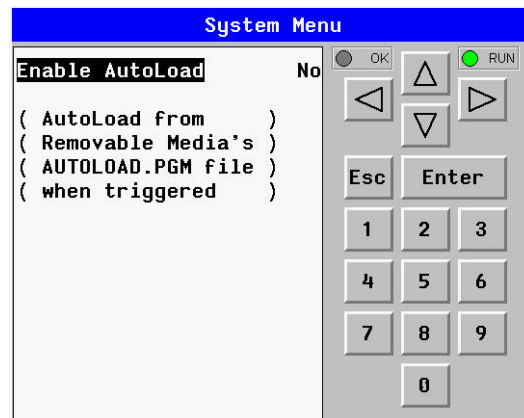 System Menu
Enable AutoLoad No
( AutoLoad from )
( Removable Media's )
( AUTOLOAD.PGM file )
( when triggered )
OK
RUN
Esc Enter
1 2 3
4 5 6
7 8 9
0